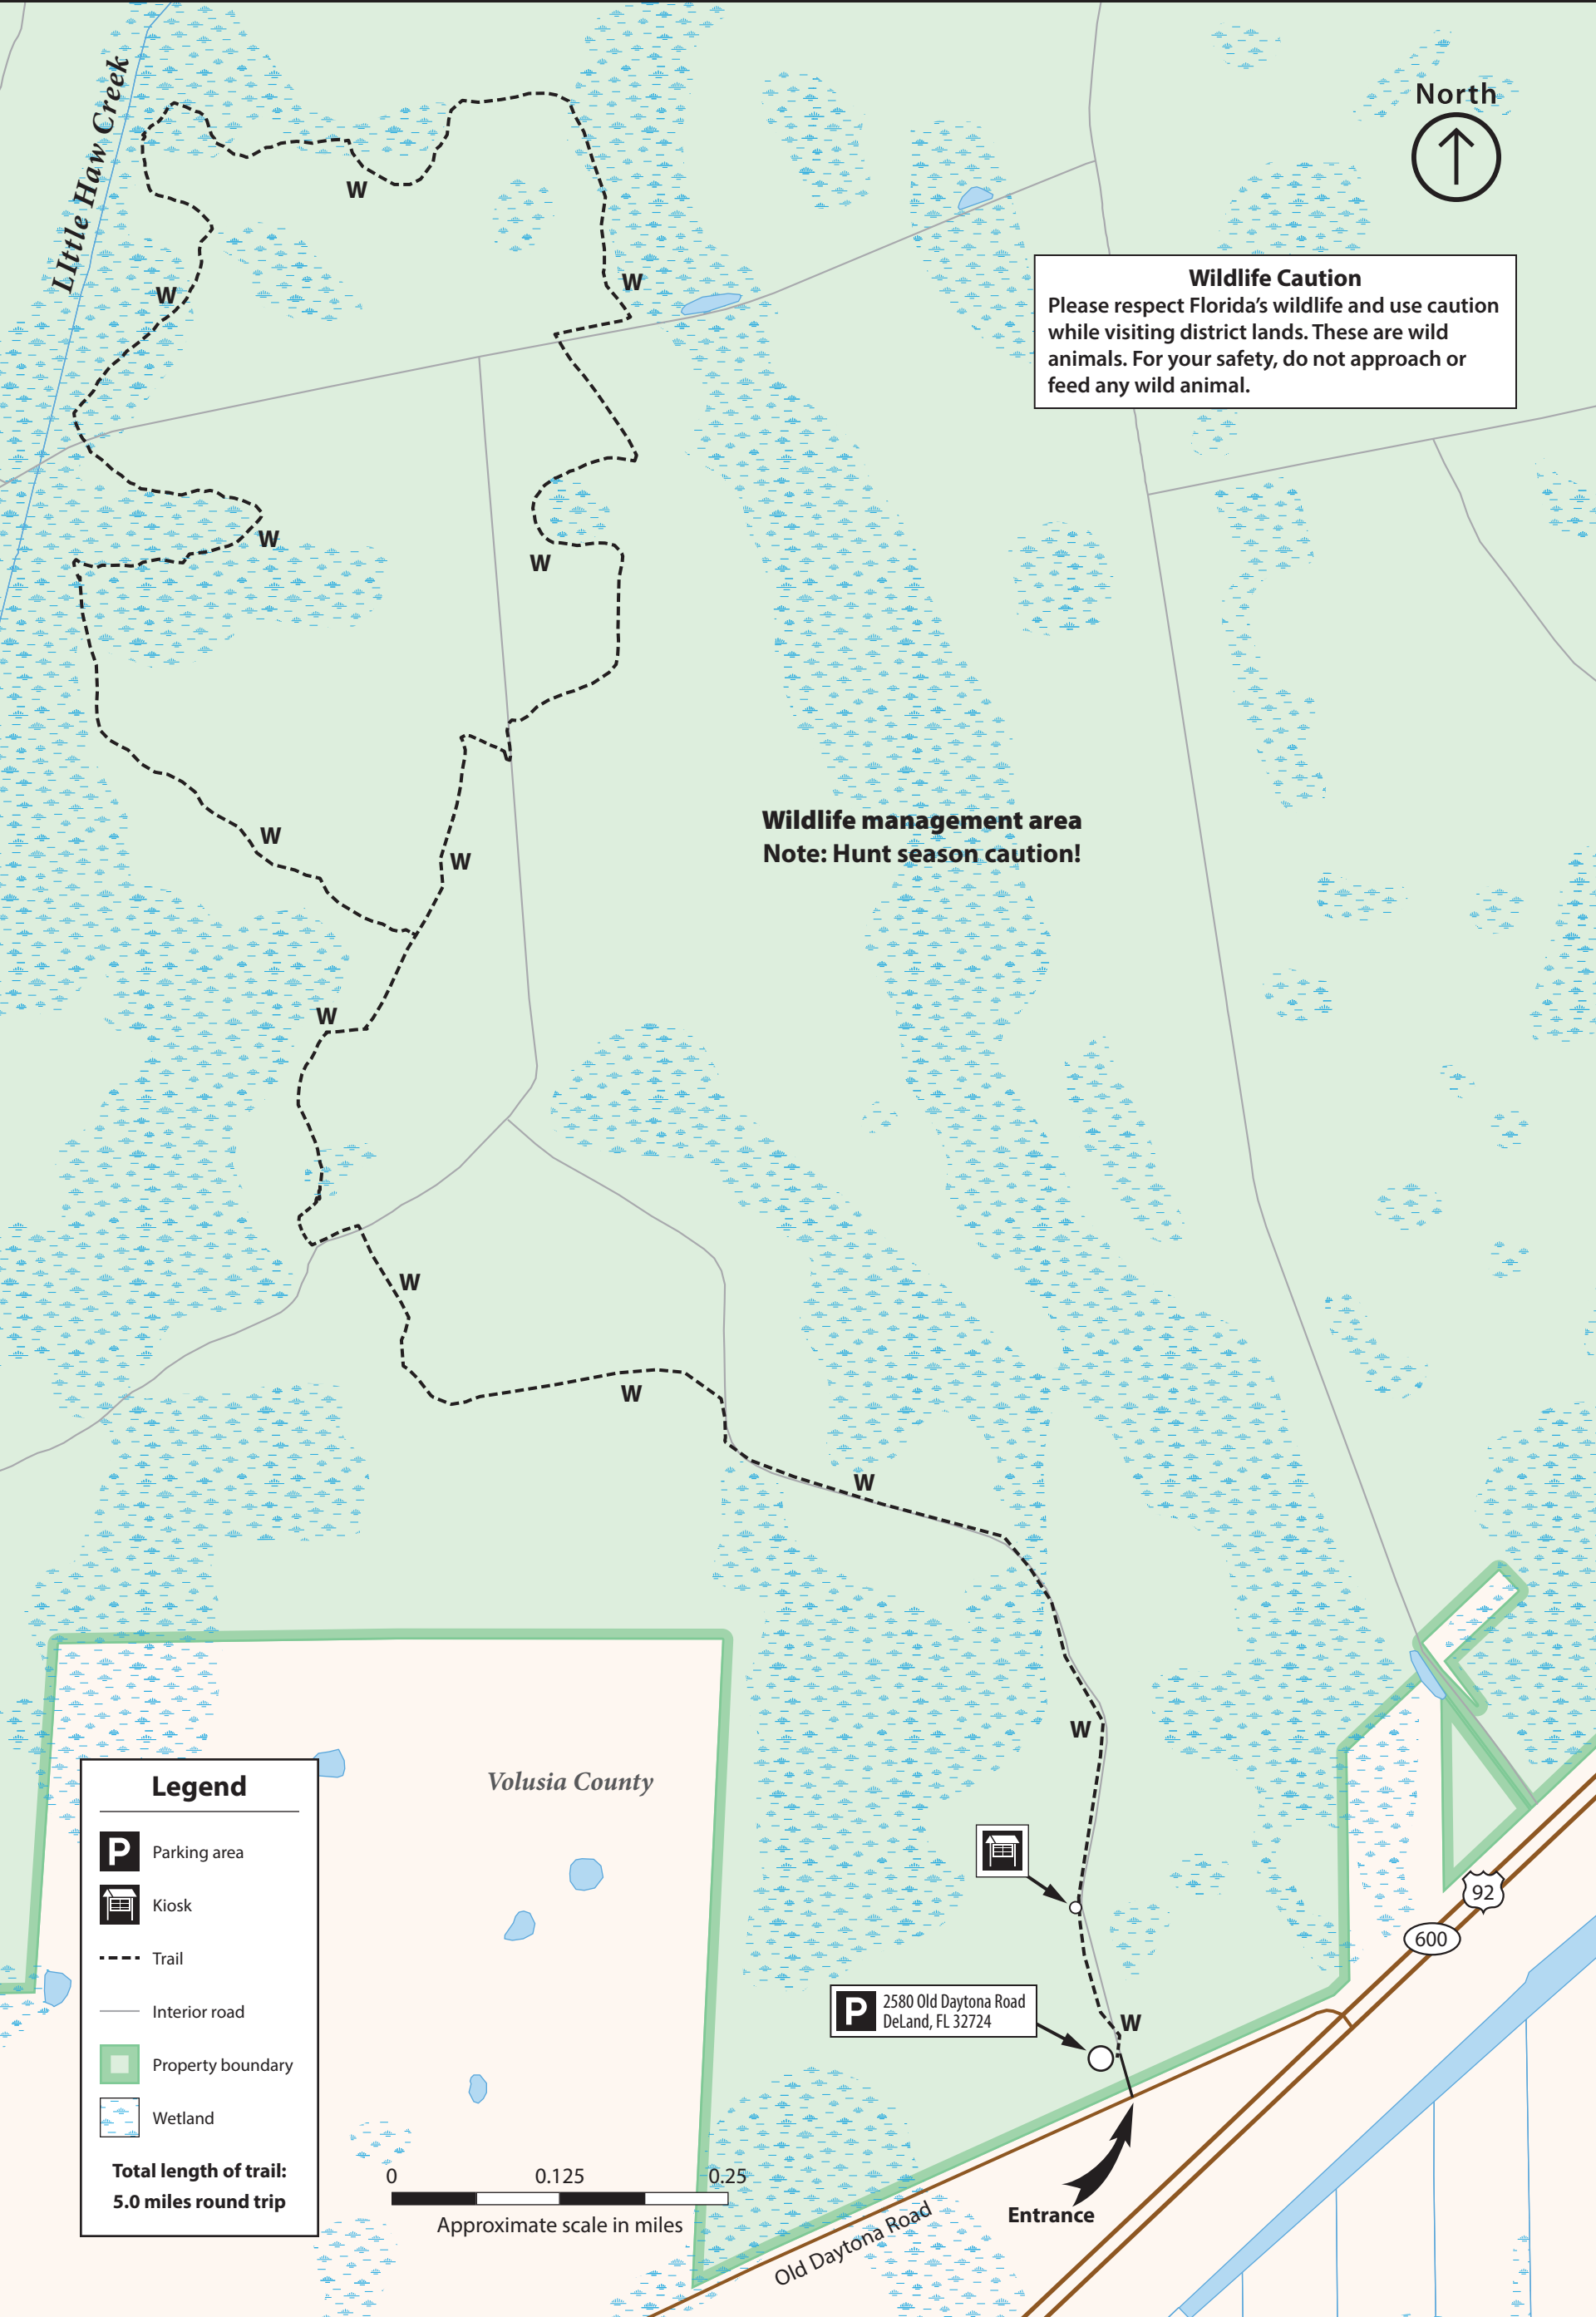 North
LIttle Haw Creek
W
W
W
Wildlife Caution
Please respect Florida's wildlife and use caution
while visiting district lands. These are wild
animals. For your safety, do not approach or
feed any wild animal.
W
W
Wildlife management area
Note: Hunt season caution!
W
W
W
W
W
W
W
Volusia County
Legend
P Parking area
Kiosk
Trail
Interior road
Property boundary
Wetland
Total length of trail:
5.0 miles round trip
92
600
P 2580 Old Daytona Road
DeLand, FL 32724
W
0 0.125 0.25
Approximate scale in miles
Old Daytona Road
Entrance